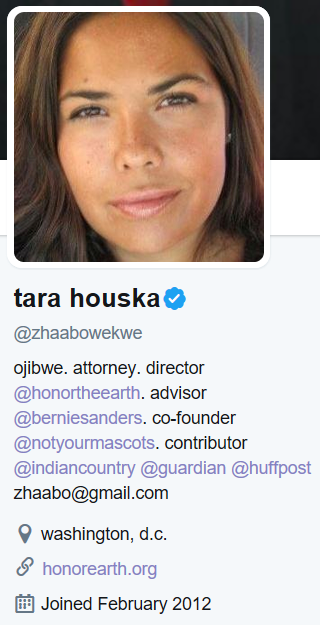 tara houska
@zhaabowekwe
ojibwe. attorney. director
@honortheearth. advisor
@berniesanders. co-founder
@notyourmascots. contributor
@indiancountry @guardian @huffpost
zhaabo@gmail.com
washington, d.c.
honorearth.org
Joined February 2012